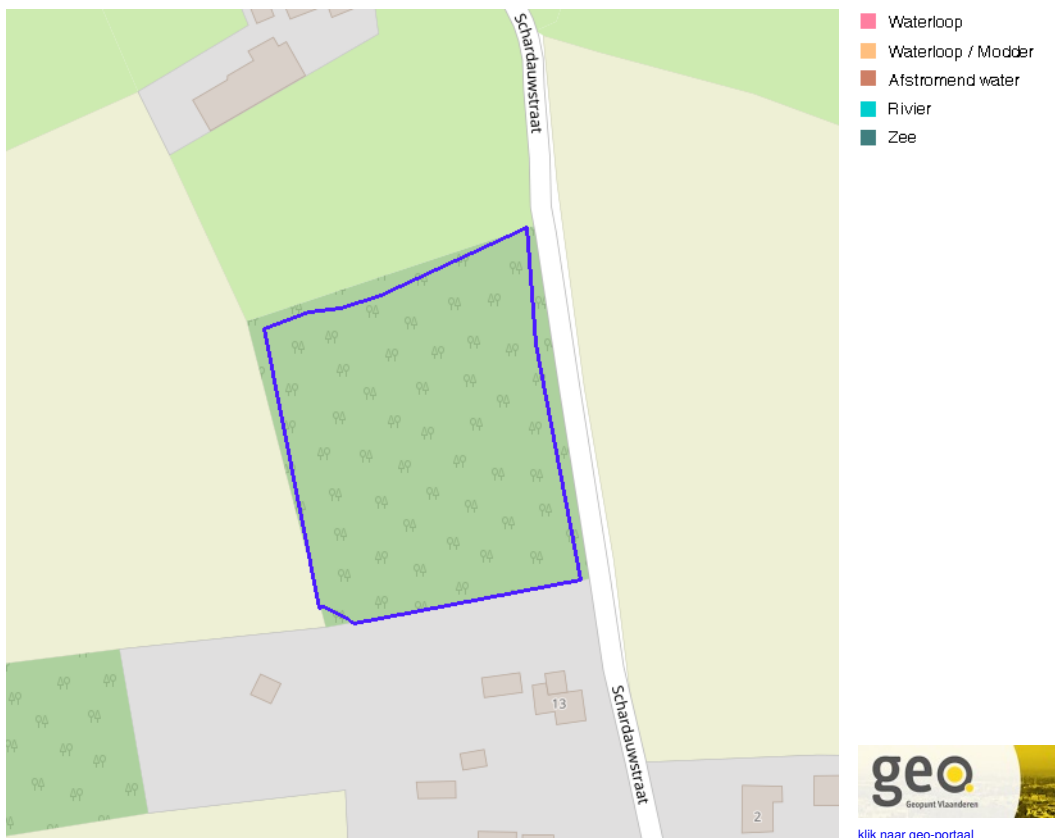 Schardauwstraat
Waterloop
Waterloop / Modder
Afstromend water
Rivier
Zee
13
Schardauwstraat
2
geo
Geopunt Vlaanderen
klik naar geo-portaal